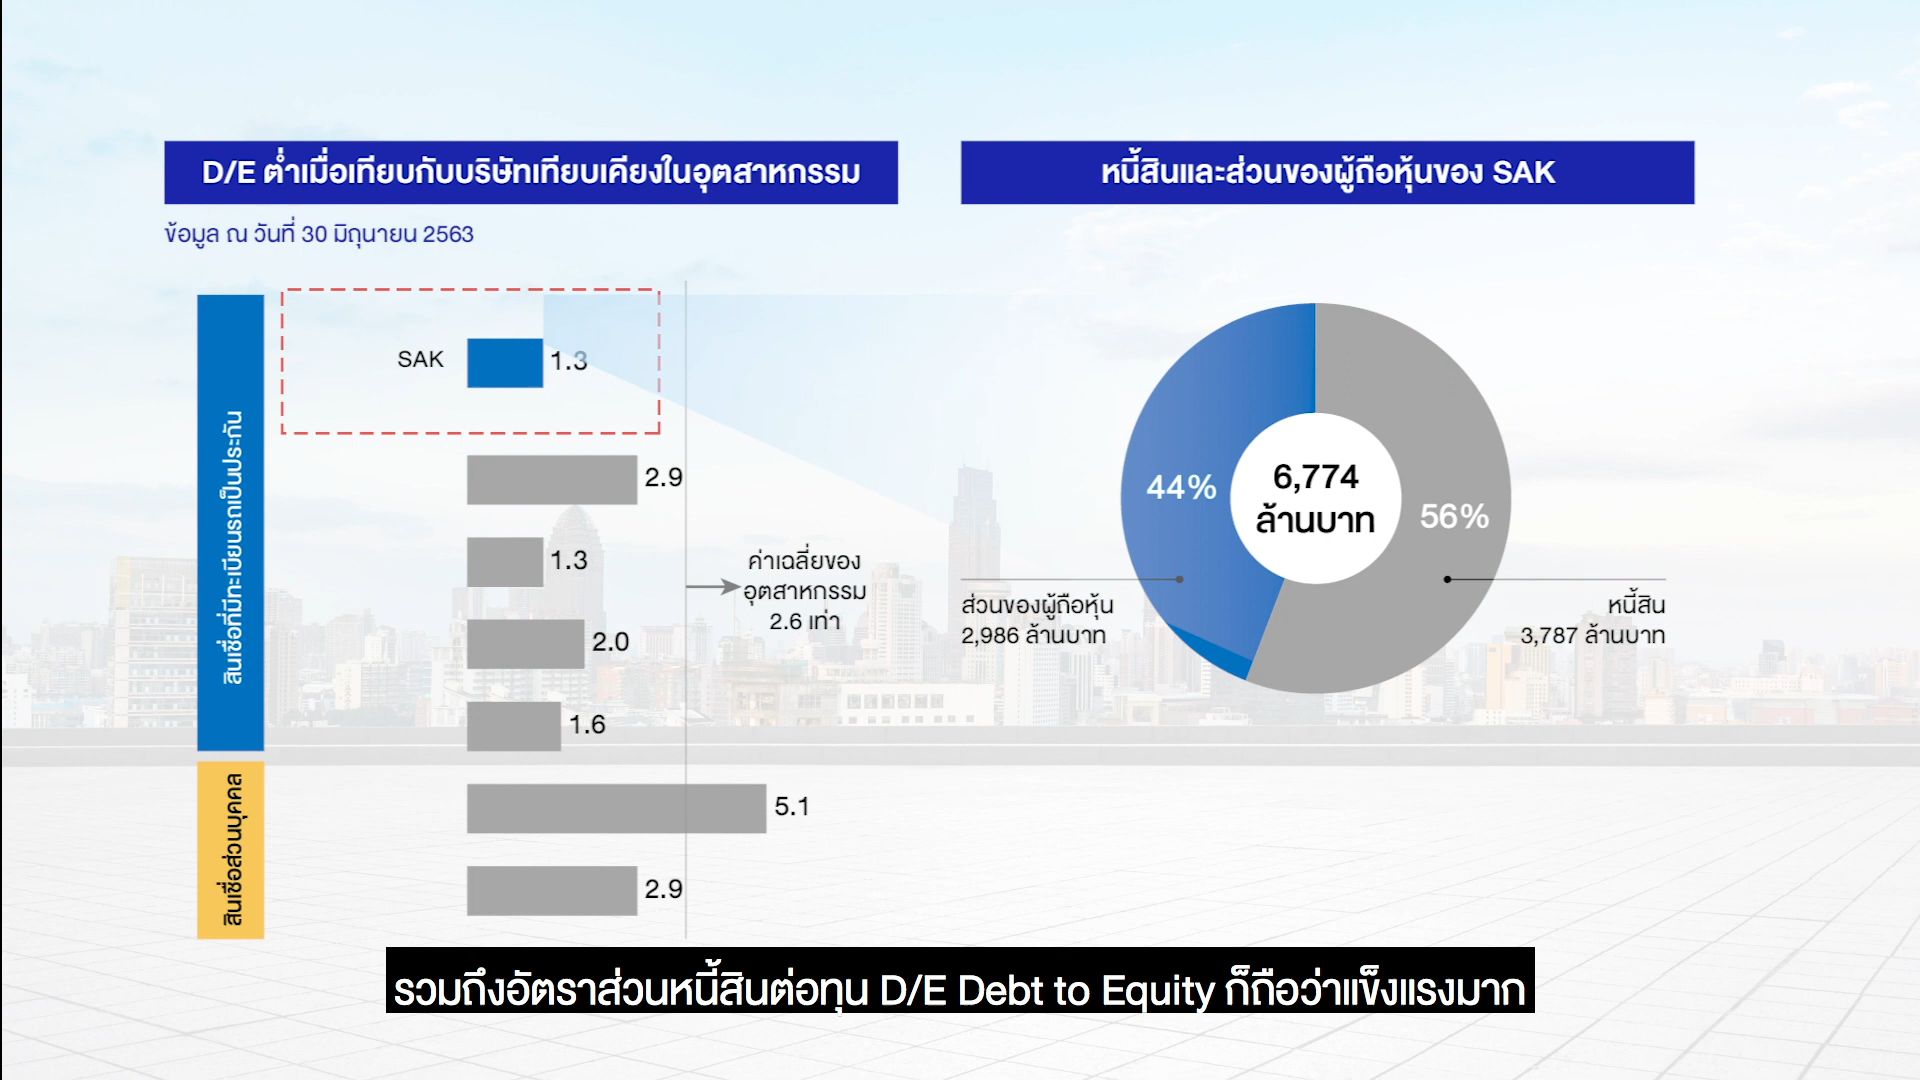 D/E ต่ำเมื่อเทียบกับบริษัทเทียบเคียงในอุตสาหกรรม
ข้อมูล ณ วันที่ 30 มิถุนายน 2563
สินเชื่อที่มีทะเบียนรถเป็นประกัน
SAK
1.3
2.9
1.3
2.0
1.6
สินเชื่อส่วนบุคคล
5.1
2.9
ค่าเฉลี่ยของ
อุตสาหกรรม
2.6 เท่า
หนี้สินและส่วนของผู้ถือหุ้นของ SAK
44%
6,774
ล้านบาท
56%
ส่วนของผู้ถือหุ้น
2,986 ล้านบาท
หนี้สิน
3,787 ล้านบาท
รวมถึงอัตราส่วนหนี้สินต่อทุน D/E Debt to Equity ก็ถือว่าแข็งแรงมาก